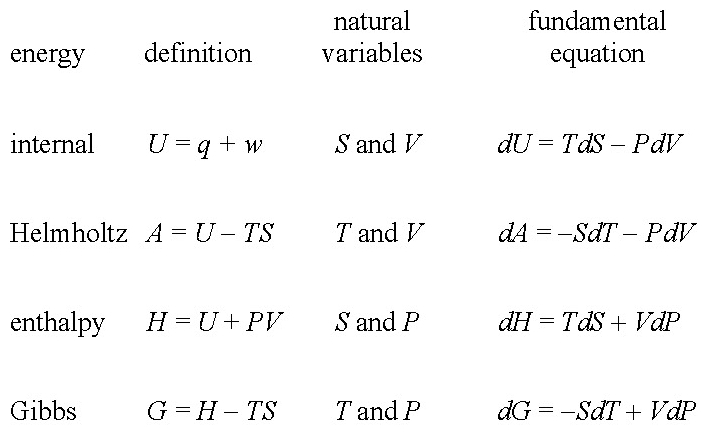 natural fundamental
energy definition variables equation
internal U = q + w S and V dU = TdS – PdV
Helmholtz A = U – TS T and V dA = –SdT – PdV
enthalpy H = U + PV S and P dH = TdS + VdP
Gibbs G = H – TS T and P dG = –SdT + VdP